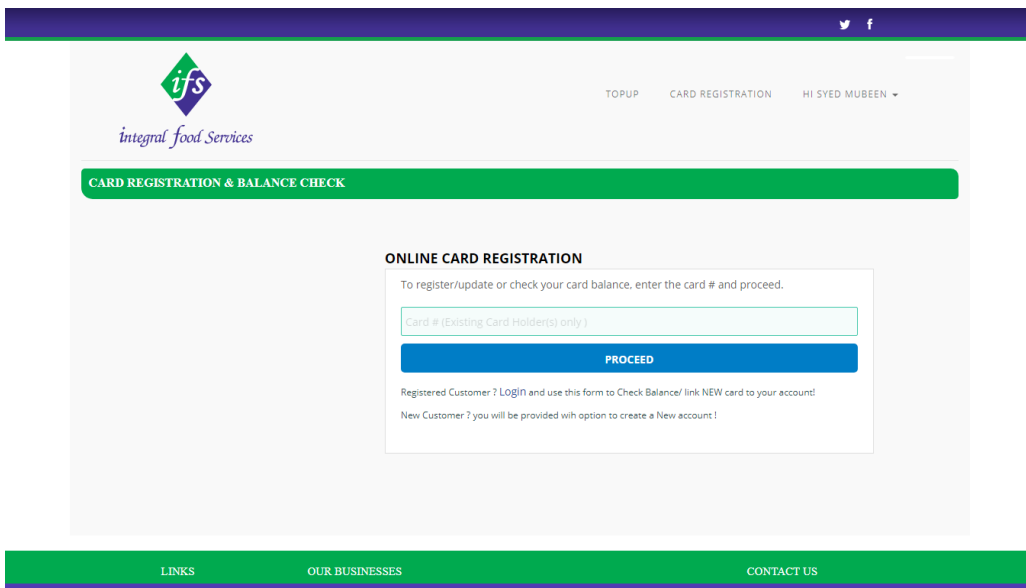 ifs
integral food Services
TOPUP CARD REGISTRATION HI SYED MUBEEN
CARD REGISTRATION & BALANCE CHECK
ONLINE CARD REGISTRATION
To register/update or check your card balance, enter the card # and proceed.
Card # (Existing Card Holder(s) only )
PROCEED
Registered Customer ? Login and use this form to Check Balance/ link NEW card to your account!
New Customer ? you will be provided wih option to create a New account !
LINKS OUR BUSINESSES CONTACT US